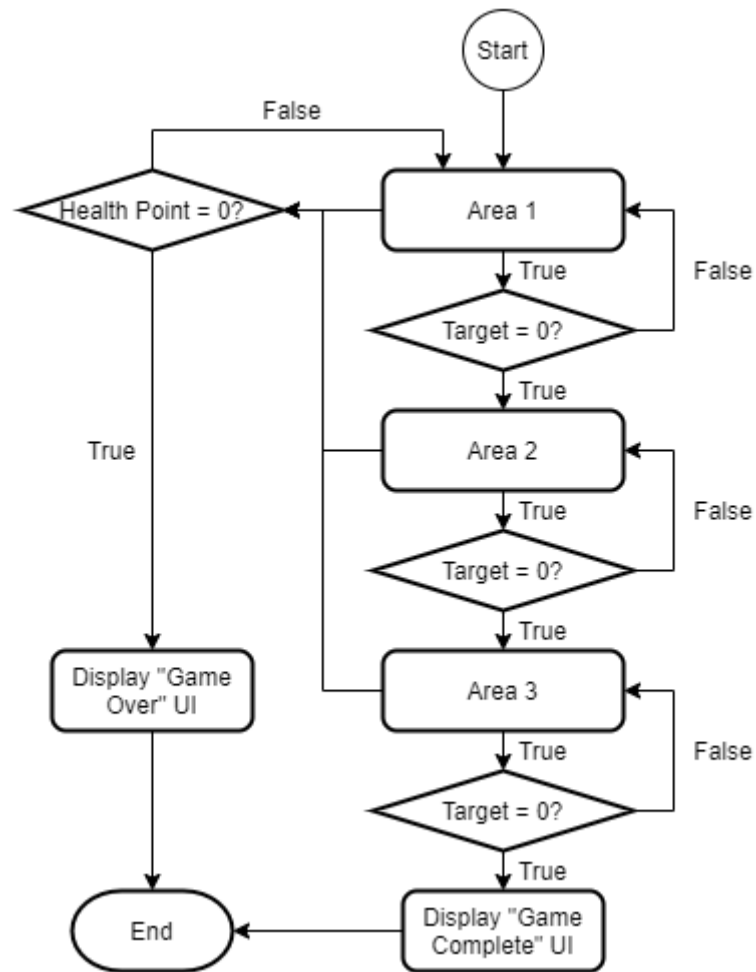 Start
False
Health Point = 0?
Area 1
True
False
Target = 0?
True
True
Area 2
True
False
Target = 0?
True
Display "Game
Over" UI
Area 3
True
False
Target = 0?
True
End
Display "Game
Complete" UI